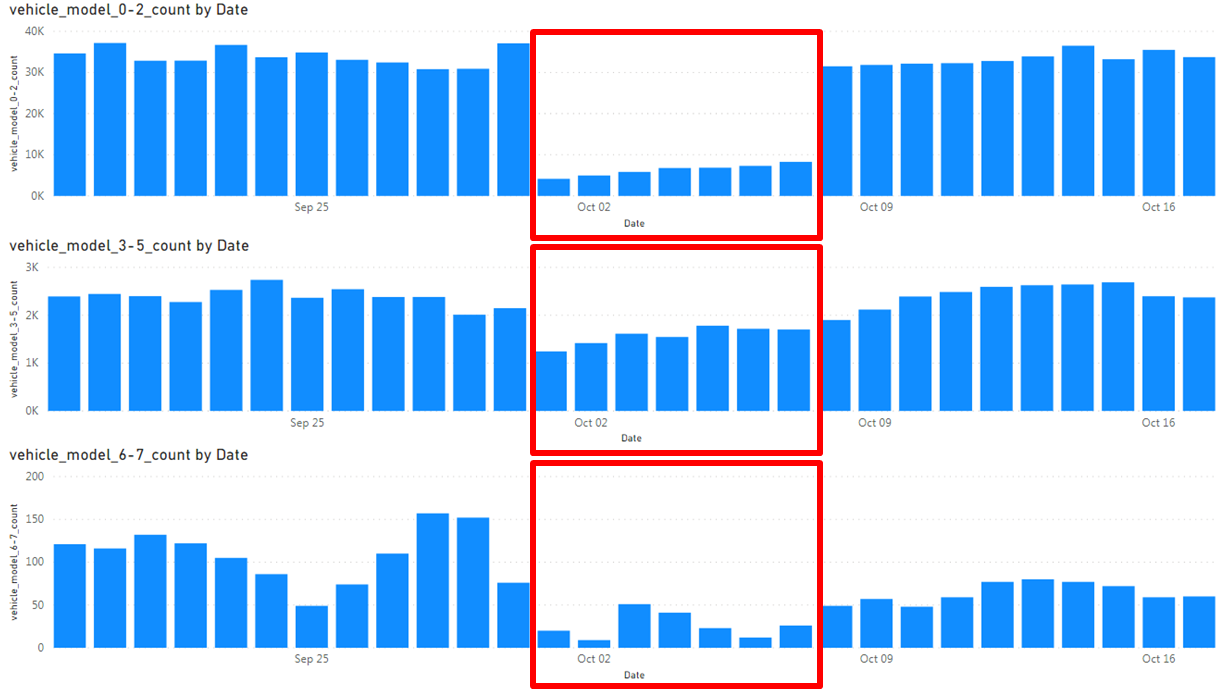 vehicle_model_0-2_count by Date
vehicle_model_0-2_count
40K
30K
20K
10K
0K
Sep 25 Oct 02 Oct 09 Oct 16
Date
vehicle_model_3-5_count by Date
vehicle_model_3-5_count
3K
2K
1K
0K
Sep 25 Oct 02 Oct 09 Oct 16
Date
vehicle_model_6-7_count by Date
vehicle_model_6-7_count
200
150
100
50
0
Sep 25 Oct 02 Oct 09 Oct 16
Date